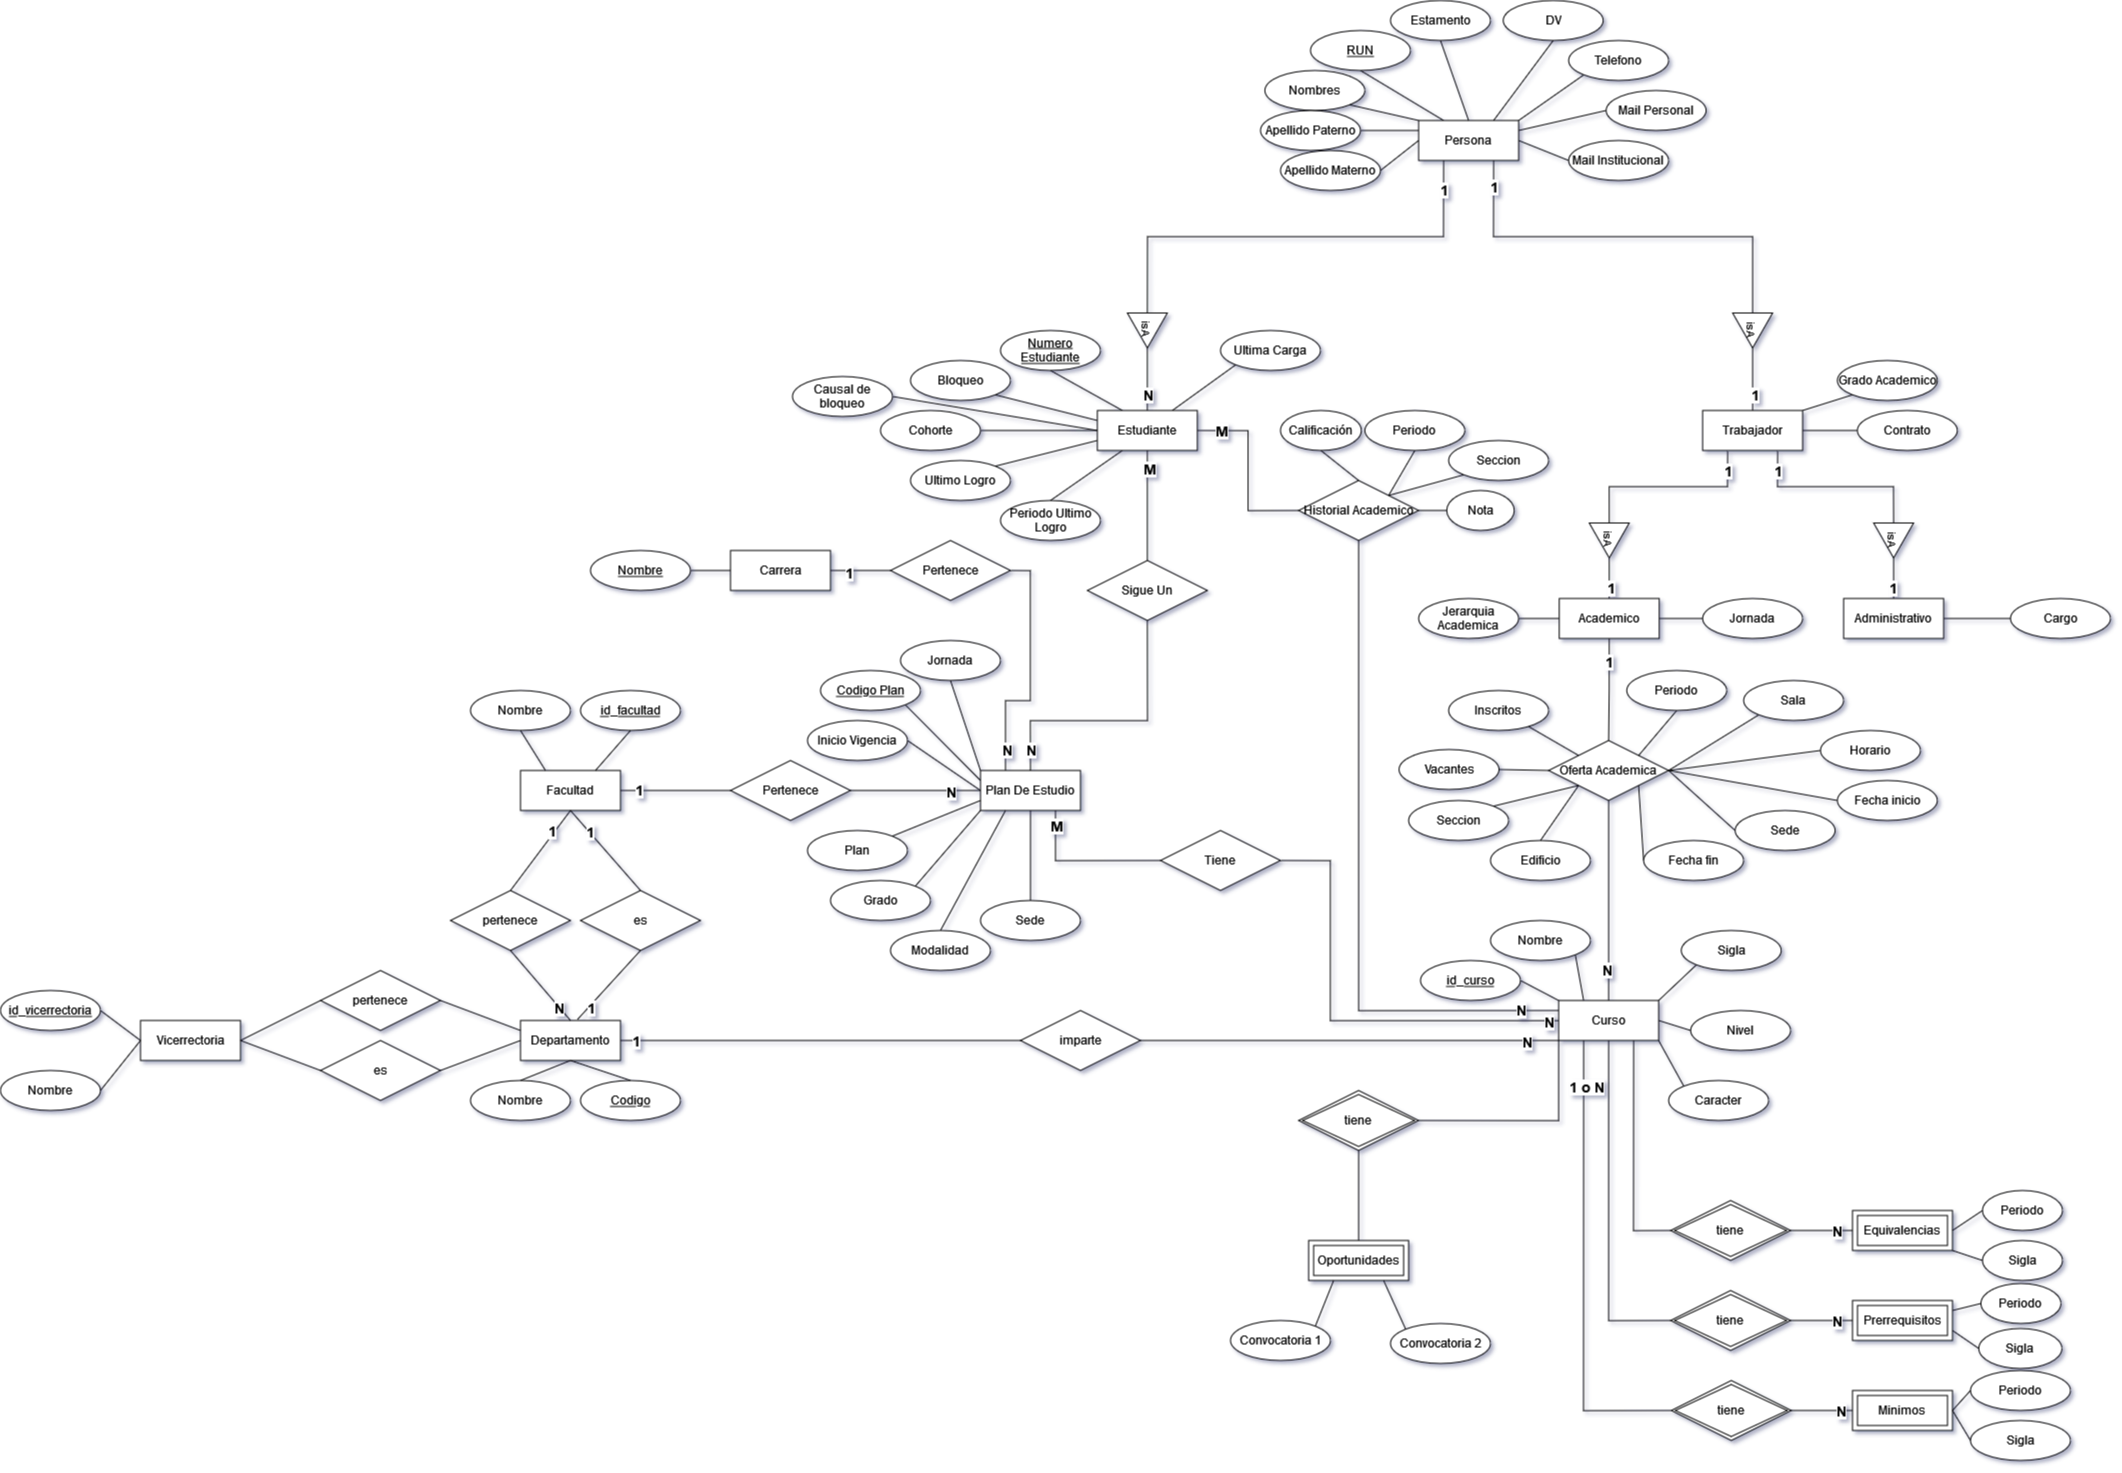 Estamento
DV
RUN
Telefono
Nombres
Mail Personal
Apellido Paterno
Persona
Mail Institucional
Apellido Materno
1
1
isA
isA
Numero
Estudiante
Ultima Carga
Bloqueo
Causal de
bloqueo
N
1
Grado Academico
Cohorte
Estudiante
M
Calificación
Periodo
Trabajador
Contrato
M
Seccion
1
1
Ultimo Logro
Periodo Ultimo
Logro
Historial Academico
Nota
isA
isA
Nombre
Carrera
1
Pertenece
Sigue Un
1
1
Jerarquia
Academica
Academico
Jornada
Administrativo
Cargo
1
Jornada
Codigo Plan
Periodo
Sala
Nombre
id_facultad
Inscritos
Inicio Vigencia
N
N
Horario
Facultad
1
Pertenece
N
Plan De Estudio
Vacantes
Oferta Academica
Fecha inicio
1
1
M
Seccion
Sede
Plan
Tiene
Edificio
Fecha fin
Grado
pertenece
es
Sede
Modalidad
Nombre
Sigla
N
id_curso
pertenece
id_vicerrectoria
N
1
N
N
Curso
Nivel
Vicerrectoria
Departamento
1
imparte
N
es
1 o N
Nombre
Nombre
Codigo
Caracter
tiene
Periodo
tiene
N
Equivalencias
Oportunidades
Sigla
Periodo
tiene
N
Prerrequisitos
Convocatoria 1
Convocatoria 2
Sigla
Periodo
tiene
N
Minimos
Sigla